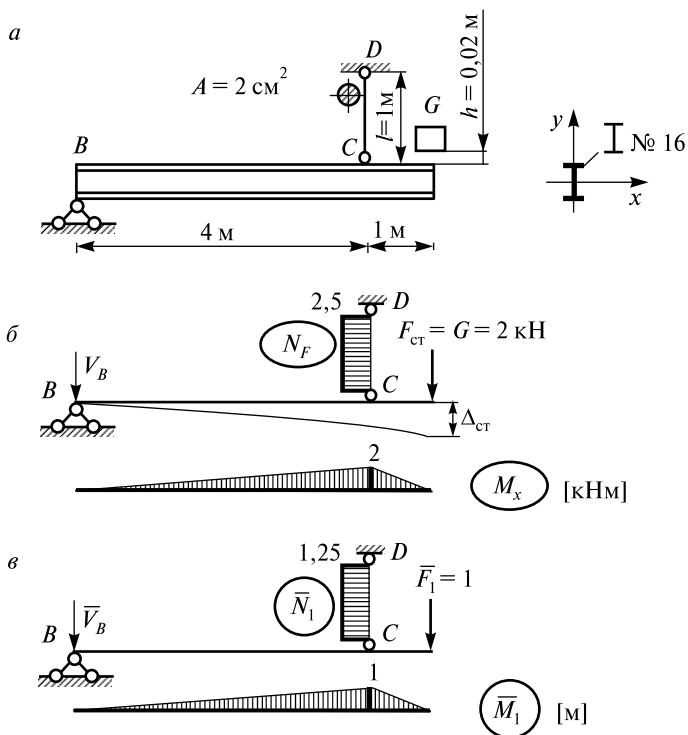 а
A = 2 см²
D
l=1м
C
G
h = 0,02 м
B
4 м
1 м
y
x
№ 16
б
2,5
D
N_F
F_ст = G = 2 кН
B
V_B
C
Δ_ст
2
M_x
[кНм]
в
1,25
D
N̅₁
F̅₁ = 1
B
V̅_B
C
1
M̅₁
[м]